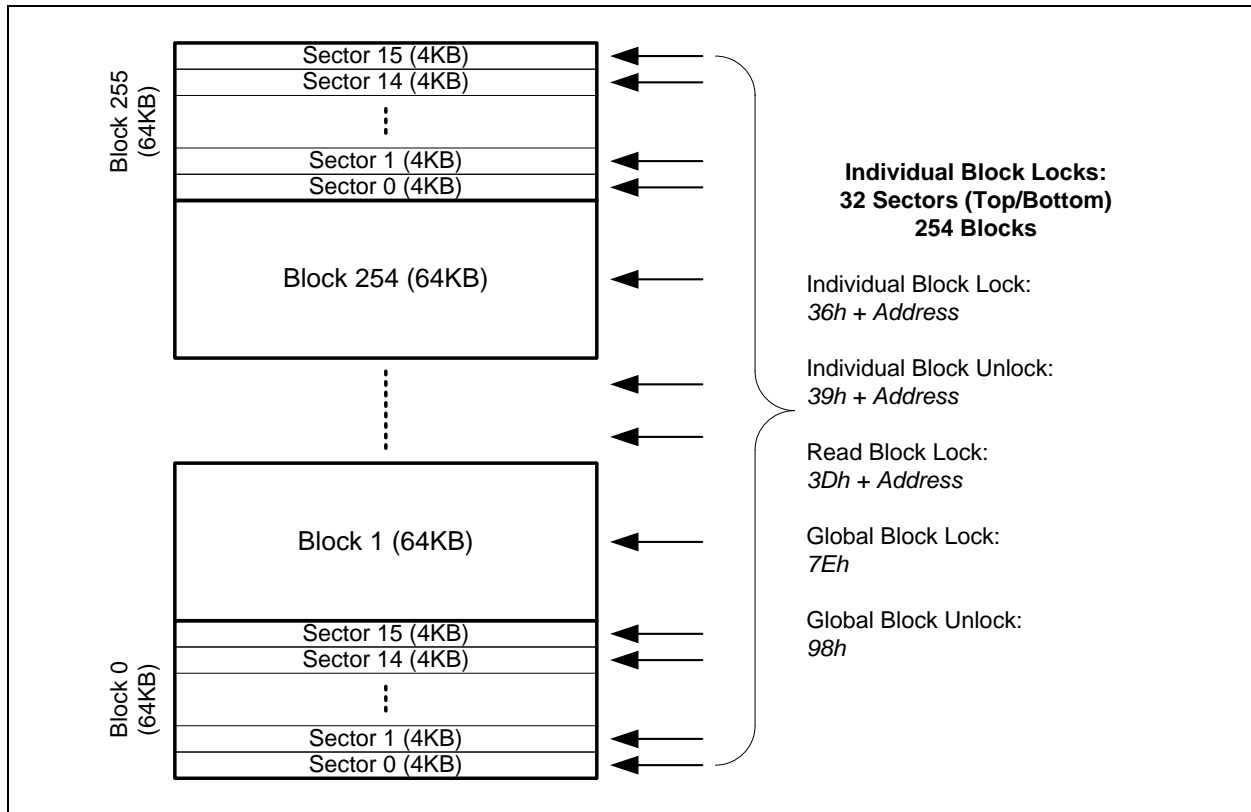 Block 255
(64KB)
Sector 15 (4KB)
Sector 14 (4KB)
Sector 1 (4KB)
Sector 0 (4KB)
Block 254 (64KB)
Block 1 (64KB)
Block 0
(64KB)
Sector 15 (4KB)
Sector 14 (4KB)
Sector 1 (4KB)
Sector 0 (4KB)
Individual Block Locks:
32 Sectors (Top/Bottom)
254 Blocks
Individual Block Lock:
36h + Address
Individual Block Unlock:
39h + Address
Read Block Lock:
3Dh + Address
Global Block Lock:
7Eh
Global Block Unlock:
98h